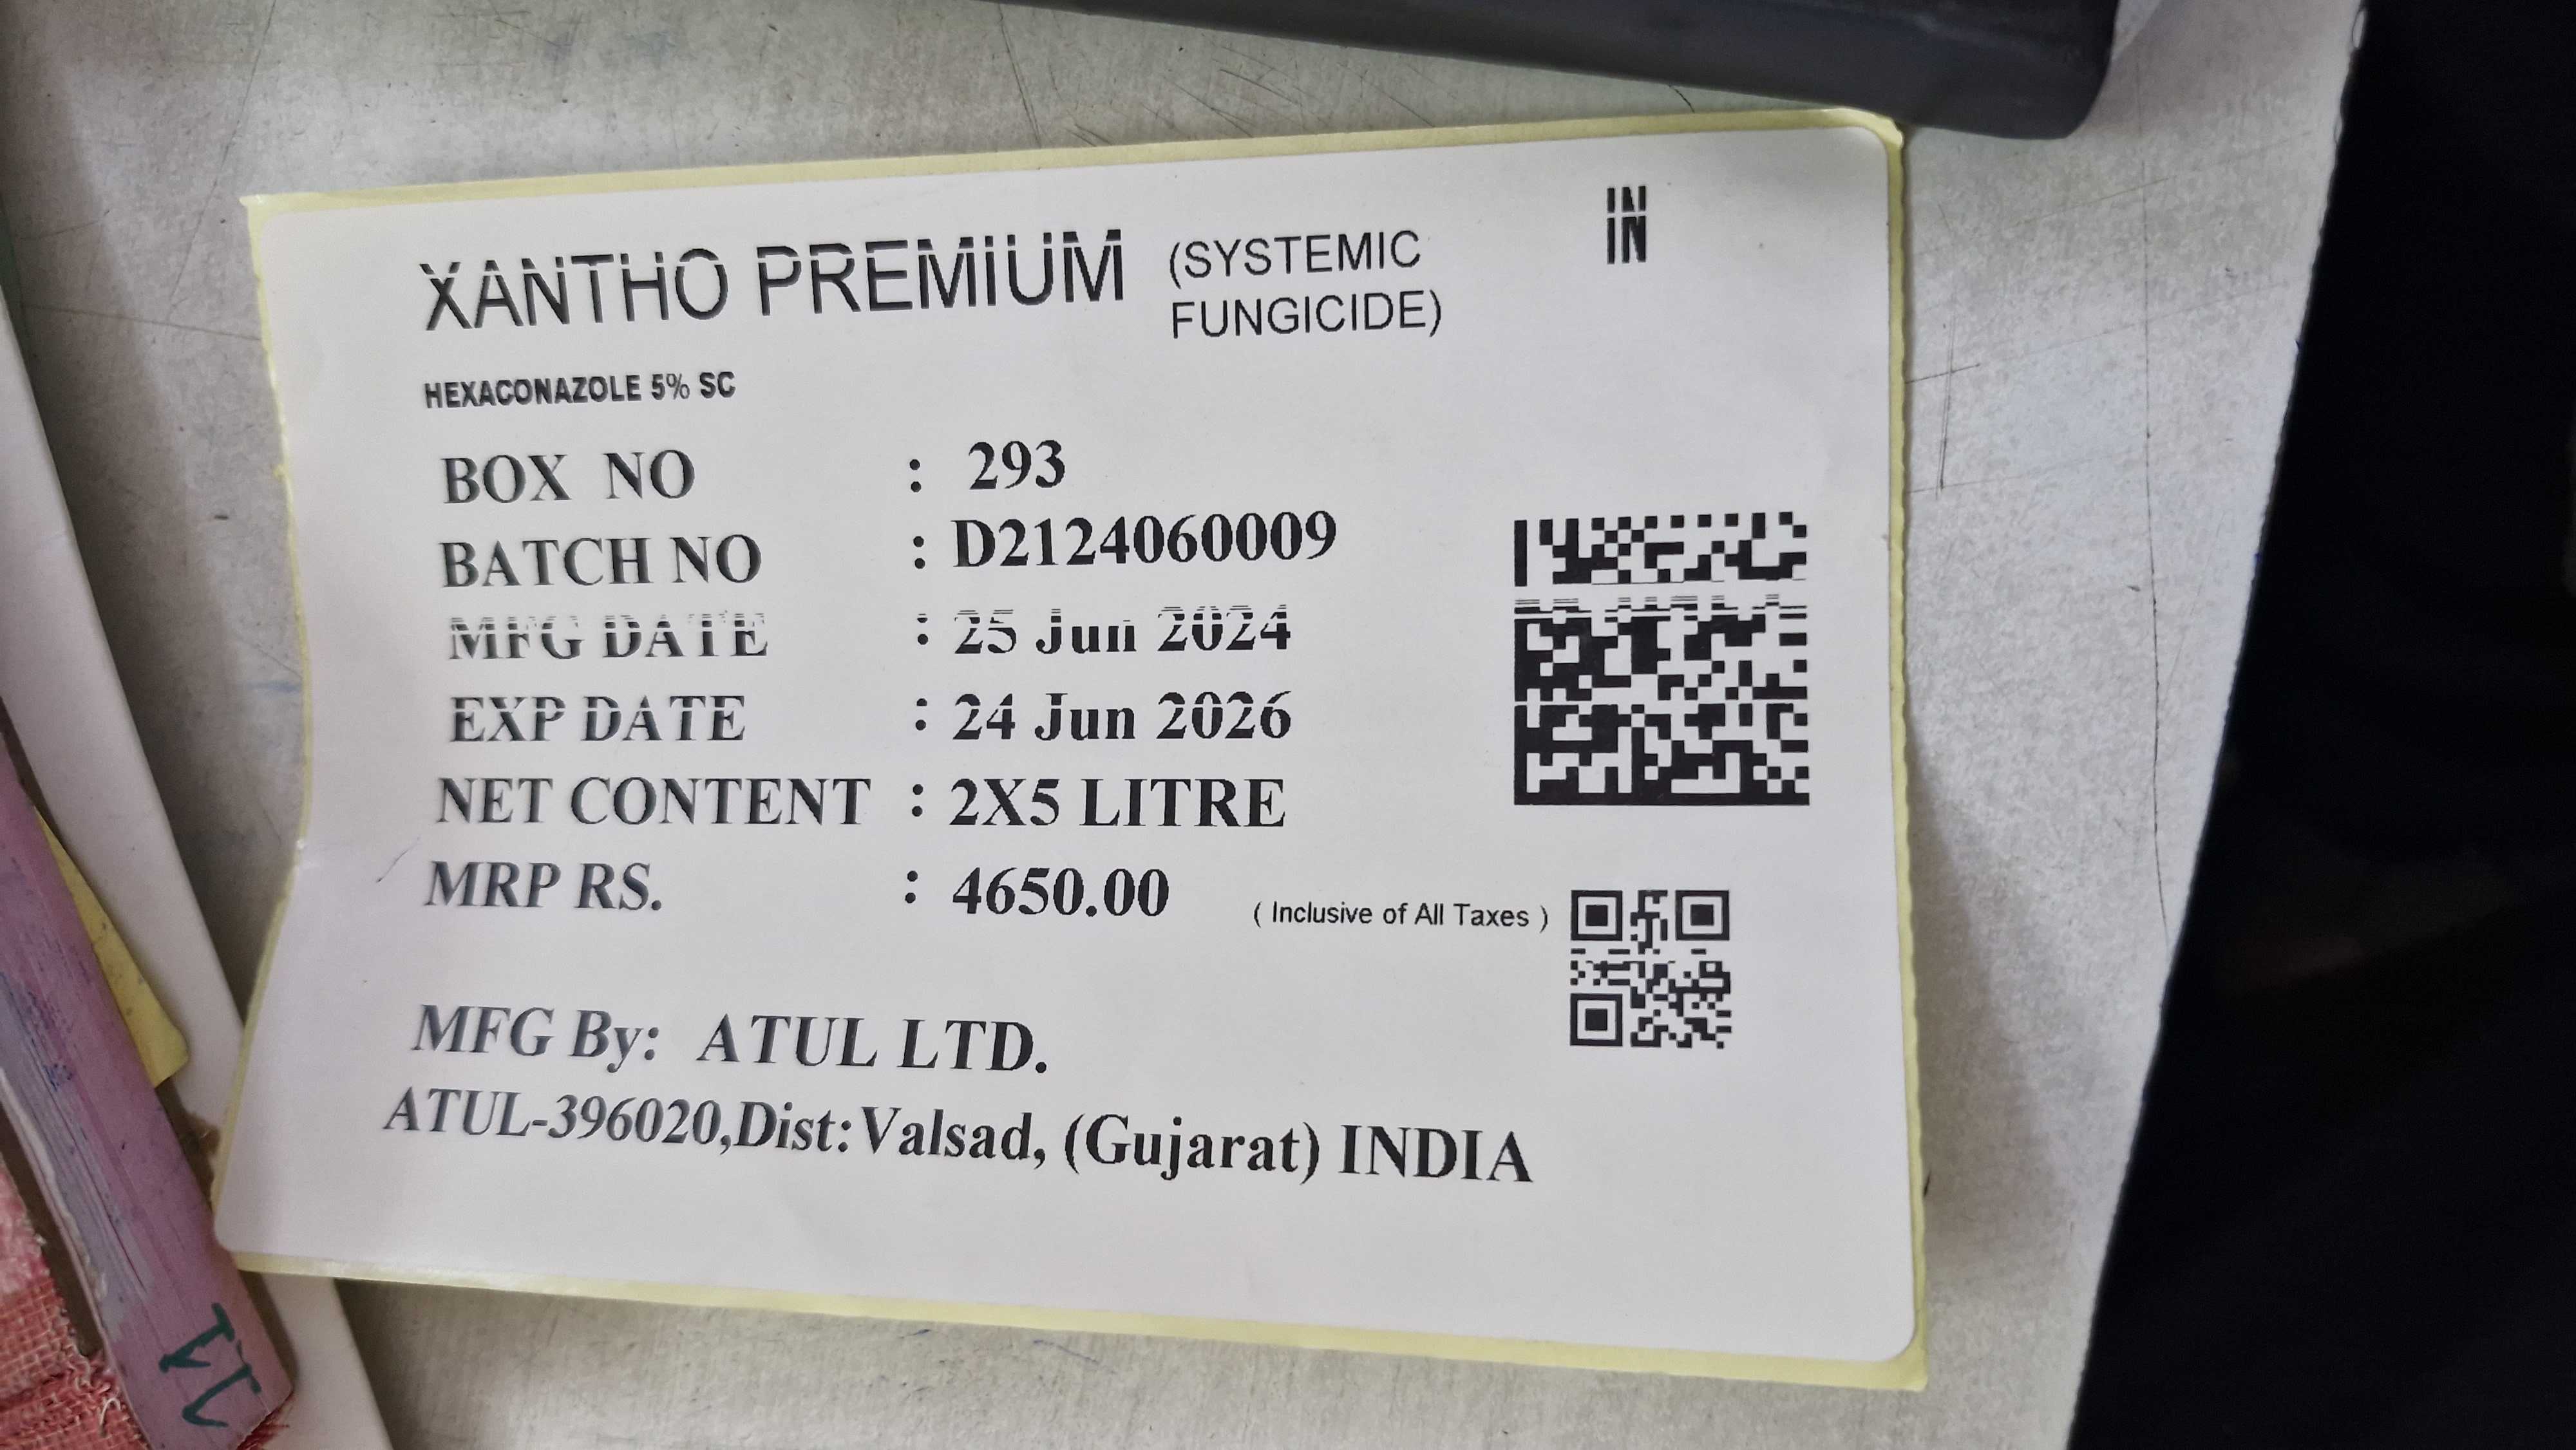 XANTHO PREMIUM (SYSTEMIC FUNGICIDE)
IN
HEXACONAZOLE 5% SC
BOX NO : 293
BATCH NO : D2124060009
MFG DATE : 25 Jun 2024
EXP DATE : 24 Jun 2026
NET CONTENT : 2X5 LITRE
MRP RS. : 4650.00 ( Inclusive of All Taxes )
MFG By: ATUL LTD.
ATUL-396020,Dist:Valsad, (Gujarat) INDIA